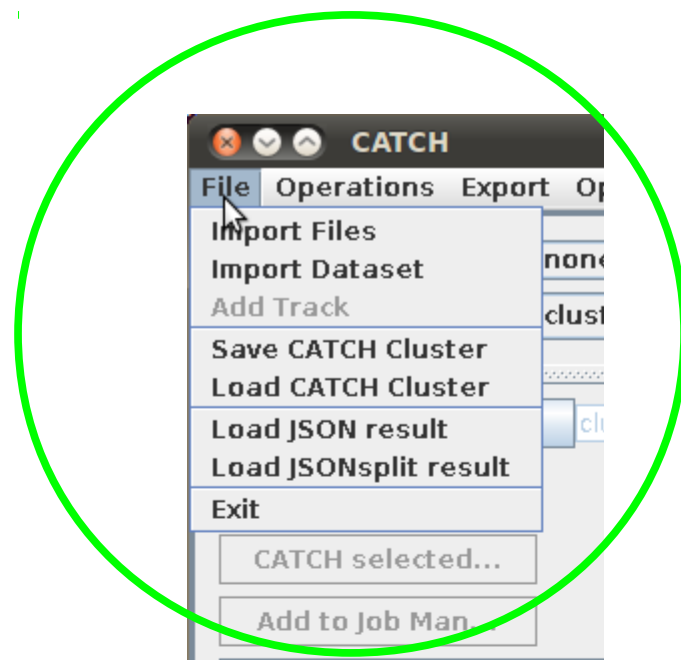 CATCH
File Operations Export
Import Files
Import Dataset
Add Track
Save CATCH Cluster
Load CATCH Cluster
Load JSON result
Load JSONsplit result
Exit
CATCH selected...
Add to Job Man...